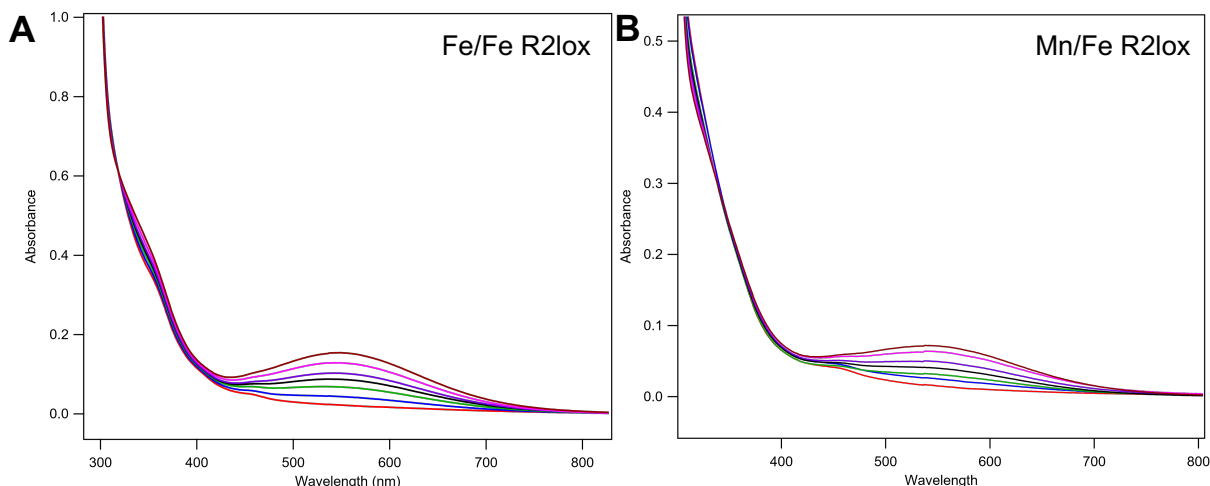 A
Fe/Fe R2lox
1.0
0.8
0.6
0.4
0.2
0.0
Absorbance
300 400 500 600 700 800
Wavelength (nm)
B
Mn/Fe R2lox
0.5
0.4
0.3
0.2
0.1
0.0
Absorbance
400 500 600 700 800
Wavelength